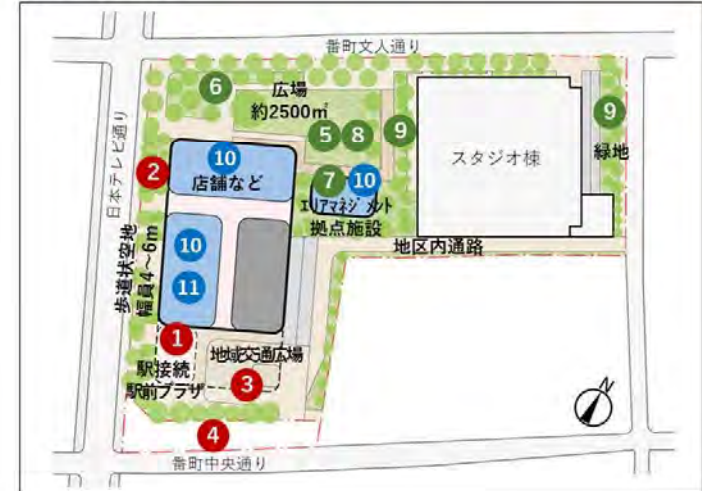 番町文人通り
6
広場
約2500㎡
5
8
9
9
スタジオ棟
緑地
日本テレビ通り
2
10
店舗など
7
10
エリアマネジメント
拠点施設
地区内通路
歩道状空地
幅員4～6m
10
11
1
駅接続
駅前プラザ
地域交通広場
3
4
番町中央通り
N